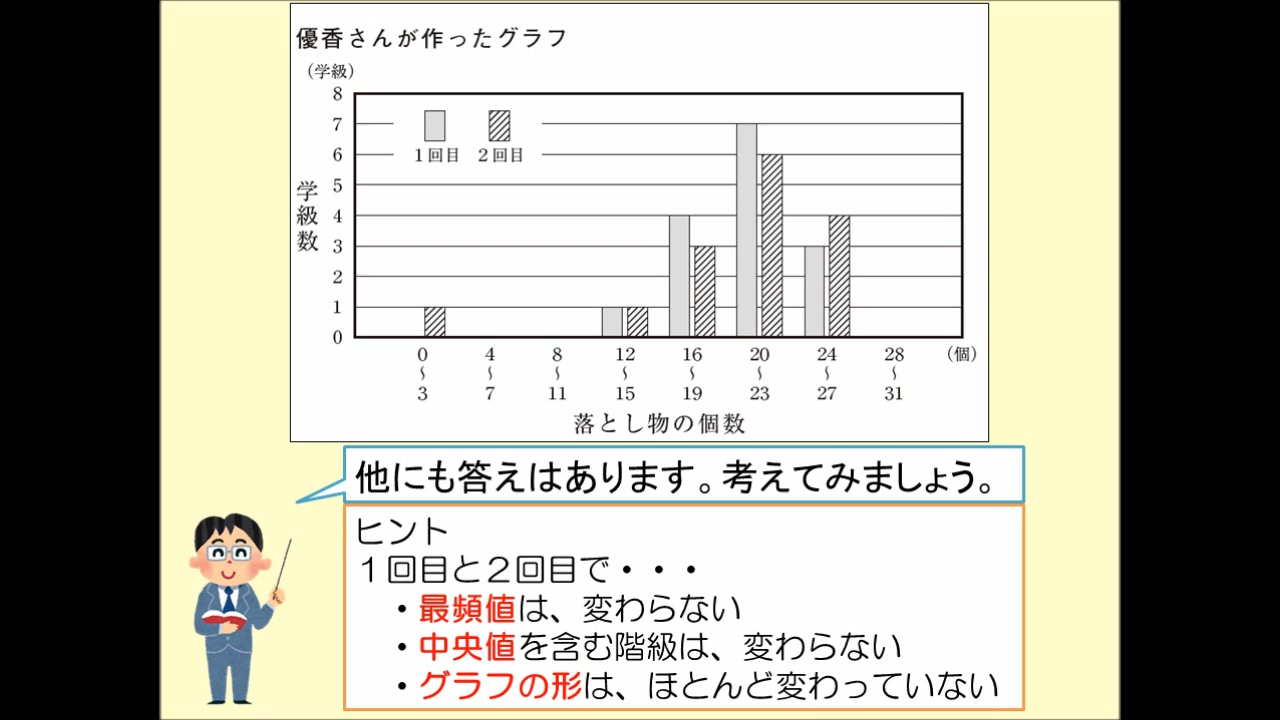 優香さんが作ったグラフ
（学級）
8
7
6
5
4
3
2
1
0
1回目 2回目
学級数
0 4 8 12 16 20 24 28 （個）
～ ～ ～ ～ ～ ～ ～ ～
3 7 11 15 19 23 27 31
落とし物の個数
他にも答えはあります。考えてみましょう。
ヒント
１回目と２回目で・・・
・最頻値は、変わらない
・中央値を含む階級は、変わらない
・グラフの形は、ほとんど変わっていない